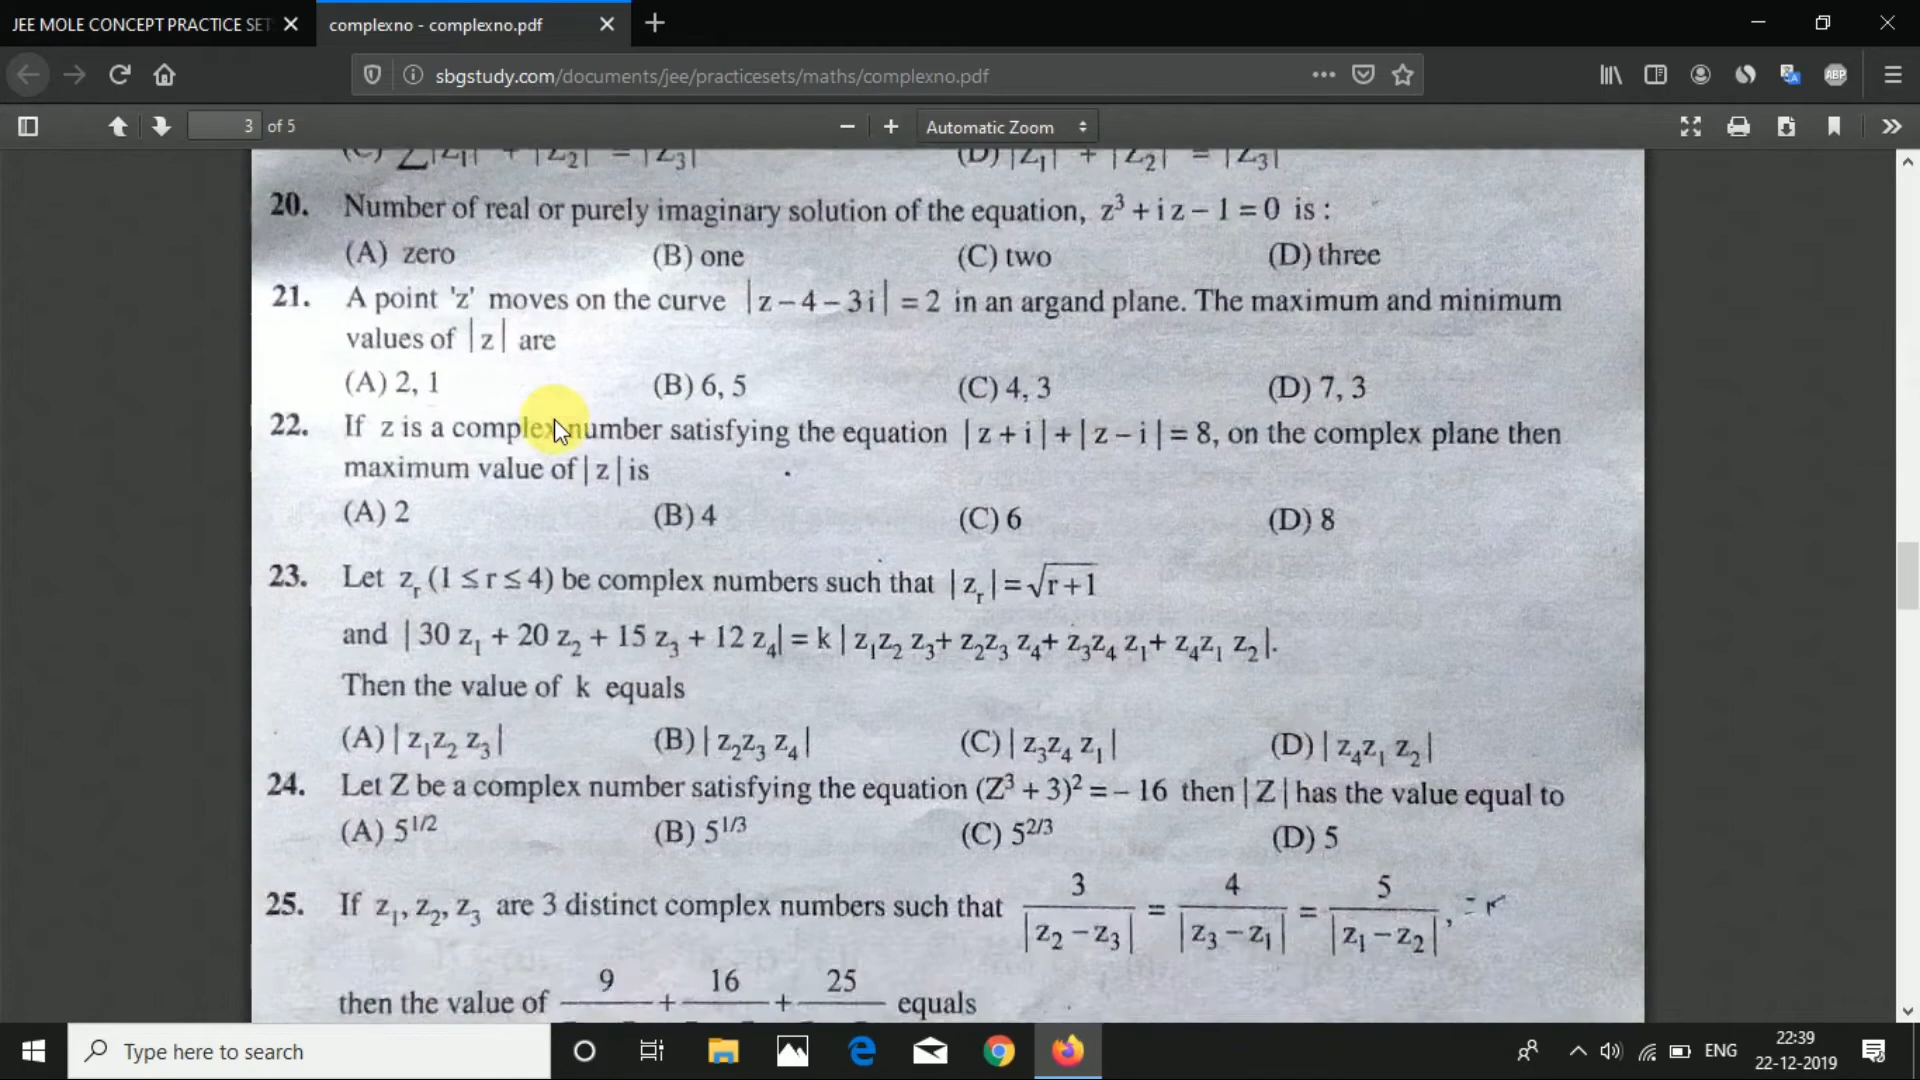 JEE MOLE CONCEPT PRACTICE SET
complexno - complexno.pdf
sbgstudy.com/documents/jee/practicesets/maths/complexno.pdf
ABP
3 of 5
Automatic Zoom
20. Number of real or purely imaginary solution of the equation, z³ + i z – 1 = 0 is :
(A) zero (B) one (C) two (D) three
21. A point 'z' moves on the curve |z – 4 – 3i| = 2 in an argand plane. The maximum and minimum
values of |z| are
(A) 2, 1 (B) 6, 5 (C) 4, 3 (D) 7, 3
22. If z is a complex number satisfying the equation |z + i| + |z – i| = 8, on the complex plane then
maximum value of |z| is
(A) 2 (B) 4 (C) 6 (D) 8
23. Let zᵣ (1 ≤ r ≤ 4) be complex numbers such that |zᵣ| = √(r+1)
and |30 z₁ + 20 z₂ + 15 z₃ + 12 z₄| = k |z₁z₂ z₃ + z₂z₃ z₄ + z₃z₄ z₁ + z₄z₁ z₂|.
Then the value of k equals
(A) |z₁z₂ z₃| (B) |z₂z₃ z₄| (C) |z₃z₄ z₁| (D) |z₄z₁ z₂|
24. Let Z be a complex number satisfying the equation (Z³ + 3)² = – 16 then |Z| has the value equal to
(A) 5^1/2 (B) 5^1/3 (C) 5^2/3 (D) 5
25. If z₁, z₂, z₃ are 3 distinct complex numbers such that 3/|z₂ – z₃| = 4/|z₃ – z₁| = 5/|z₁ – z₂|, = r
then the value of 9 + 16 + 25 equals
Type here to search
ENG
22:39
22-12-2019